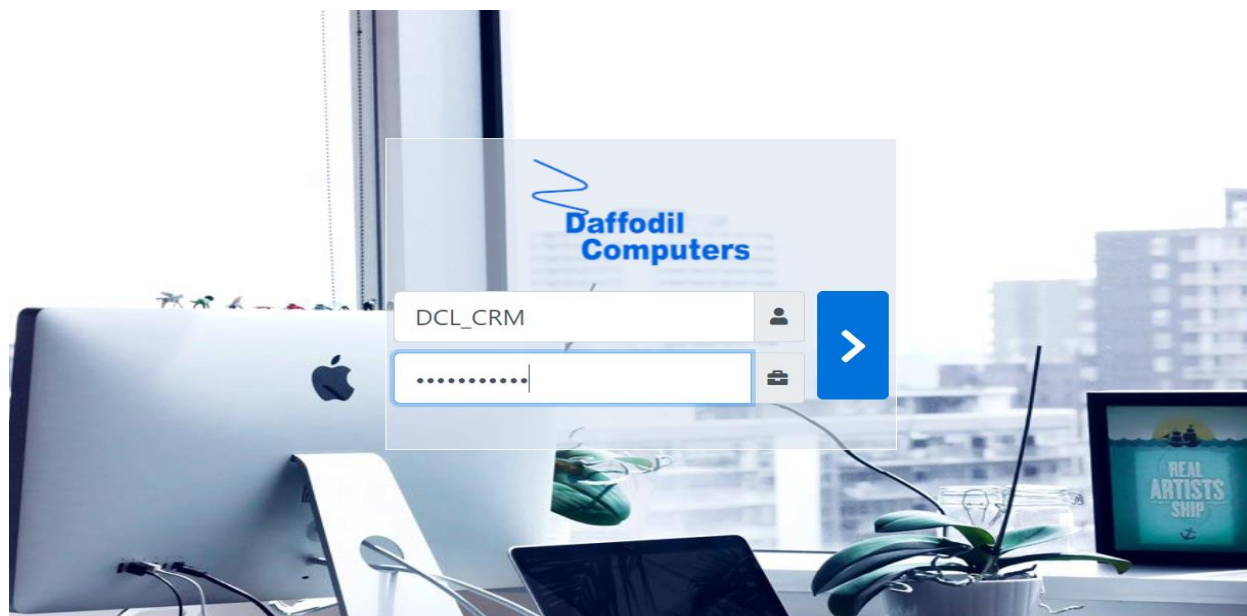 Daffodil
Computers
DCL_CRM
•••••••••••
REAL
ARTISTS
SHIP